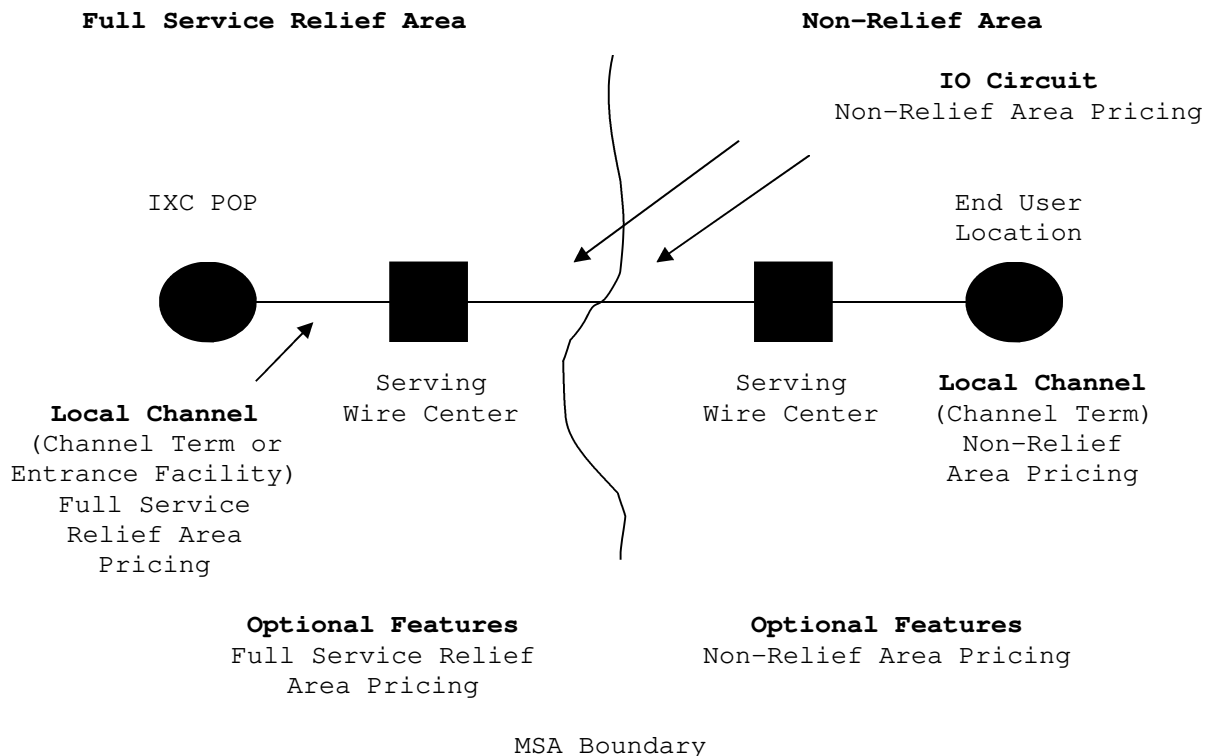 Full Service Relief Area
Non-Relief Area
IO Circuit
Non-Relief Area Pricing
IXC POP
End User
Location
Serving
Wire Center
Serving
Wire Center
Local Channel
(Channel Term)
Non-Relief
Area Pricing
Local Channel
(Channel Term or
Entrance Facility)
Full Service
Relief Area
Pricing
Optional Features
Full Service Relief
Area Pricing
Optional Features
Non-Relief Area Pricing
MSA Boundary